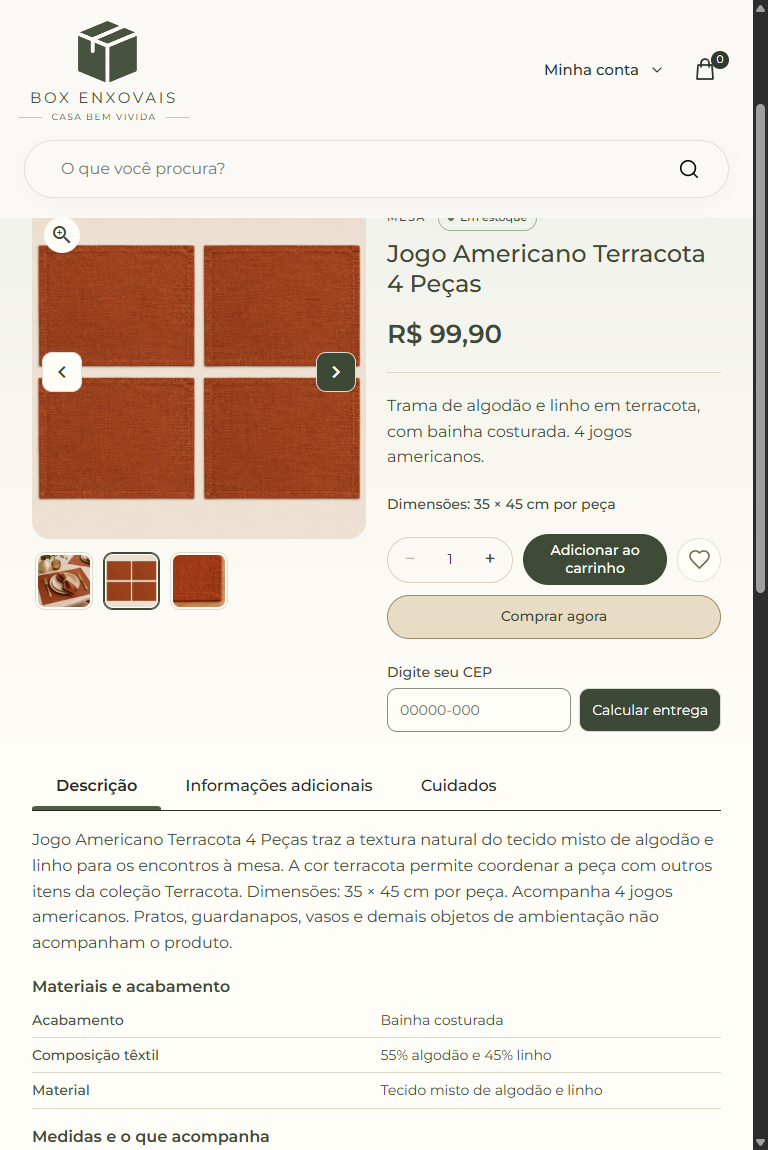 BOX ENXOVAIS
CASA BEM VIVIDA
Minha conta
0
O que você procura?
MESA
Em estoque
Jogo Americano Terracota
4 Peças
R$ 99,90
Trama de algodão e linho em terracota,
com bainha costurada. 4 jogos
americanos.
Dimensões: 35 × 45 cm por peça
− 1 +
Adicionar ao
carrinho
Comprar agora
Digite seu CEP
00000-000
Calcular entrega
Descrição
Informações adicionais
Cuidados
Jogo Americano Terracota 4 Peças traz a textura natural do tecido misto de algodão e
linho para os encontros à mesa. A cor terracota permite coordenar a peça com outros
itens da coleção Terracota. Dimensões: 35 × 45 cm por peça. Acompanha 4 jogos
americanos. Pratos, guardanapos, vasos e demais objetos de ambientação não
acompanham o produto.
Materiais e acabamento
Acabamento Bainha costurada
Composição têxtil 55% algodão e 45% linho
Material Tecido misto de algodão e linho
Medidas e o que acompanha